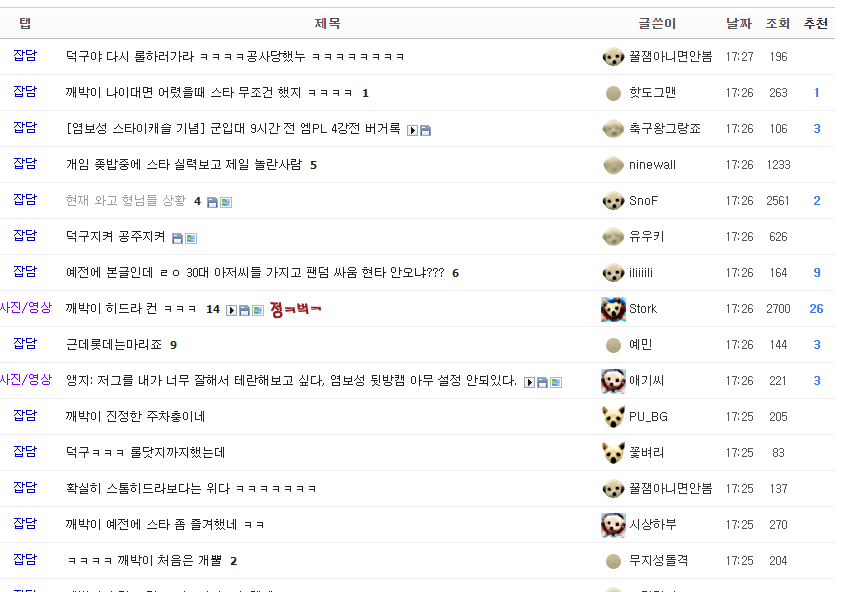 탭 제목 글쓴이 날짜 조회 추천
잡담 덕구야 다시 롤하러가라 ㅋㅋㅋㅋ공사당했누 ㅋㅋㅋㅋㅋㅋㅋㅋ 꿀잼아니면안봄 17:27 196
잡담 깨박이 나이대면 어렸을때 스타 무조건 했지 ㅋㅋㅋㅋ 1 핫도그맨 17:26 263 1
잡담 [염보성 스타이캐슬 기념] 군입대 9시간 전 엠PL 4강전 버거록 축구왕그랑죠 17:26 106 3
잡담 개임 좆밥중에 스타 실력보고 제일 놀란사람 5 ninewall 17:26 1233
잡담 현재 와고 형님들 상황 4 SnoF 17:26 2561 2
잡담 덕구지켜 공주지켜 유우키 17:26 626
잡담 예전에 본글인데 ㄹㅇ 30대 아저씨들 가지고 팬덤 싸움 현타 안오냐??? 6 iliiiili 17:26 164 9
사진/영상 깨박이 히드라 컨 ㅋㅋㅋ 14 Stork 17:26 2700 26
잡담 근데롯데는마리죠 9 예민 17:26 144 3
사진/영상 앵지: 저그를 내가 너무 잘해서 테란해보고 싶다, 염보성 뒷방캠 아무 설정 안되있다. 애기씨 17:26 221 3
잡담 깨박이 진정한 주차충이네 PU_BG 17:25 205
잡담 덕구ㅋㅋㅋ 롤닷지까지했는데 꽃벼리 17:25 83
잡담 확실히 스톰히드라보다는 위다 ㅋㅋㅋㅋㅋㅋㅋ 꿀잼아니면안봄 17:25 137
잡담 깨박이 예전에 스타 좀 즐겨했네 ㅋㅋ 시상하부 17:25 270
잡담 ㅋㅋㅋㅋ 깨박이 처음은 개뿔 2 무지성돌격 17:25 204